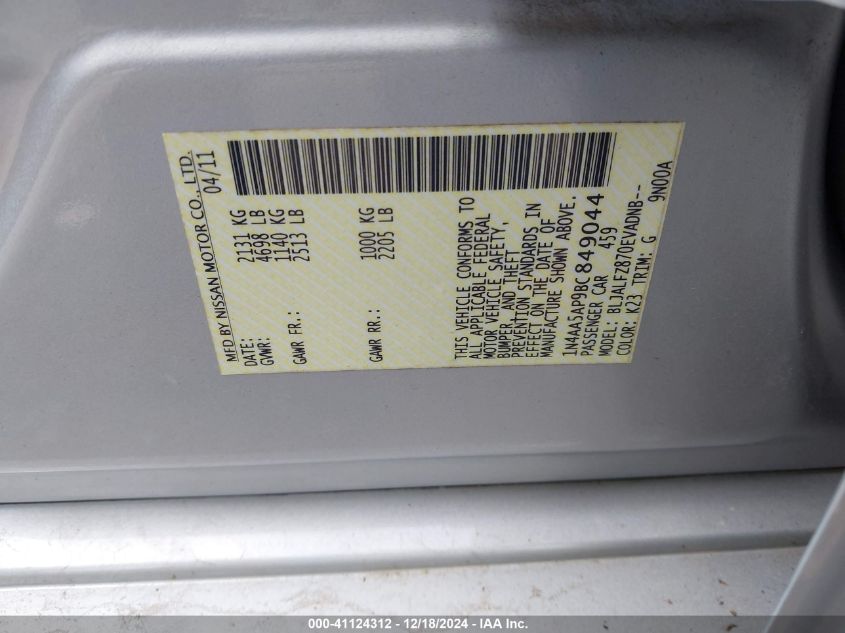 MFD BY NISSAN MOTOR CO., LTD.
DATE: 04/11
GVWR: 2131 KG
4698 LB
GAWR FR.: 1140 KG
2513 LB
GAWR RR.: 1000 KG
2205 LB
THIS VEHICLE CONFORMS TO
ALL APPLICABLE FEDERAL
MOTOR VEHICLE SAFETY,
BUMPER, AND THEFT
PREVENTION STANDARDS IN
EFFECT ON THE DATE OF
MANUFACTURE SHOWN ABOVE.
1N4AA5AP9BC849044
PASSENGER CAR 459
MODEL: BLJALFZ870EVADNB--
COLOR: K23 TRIM: G 9N00A
000-41124312 - 12/18/2024 - IAA Inc.